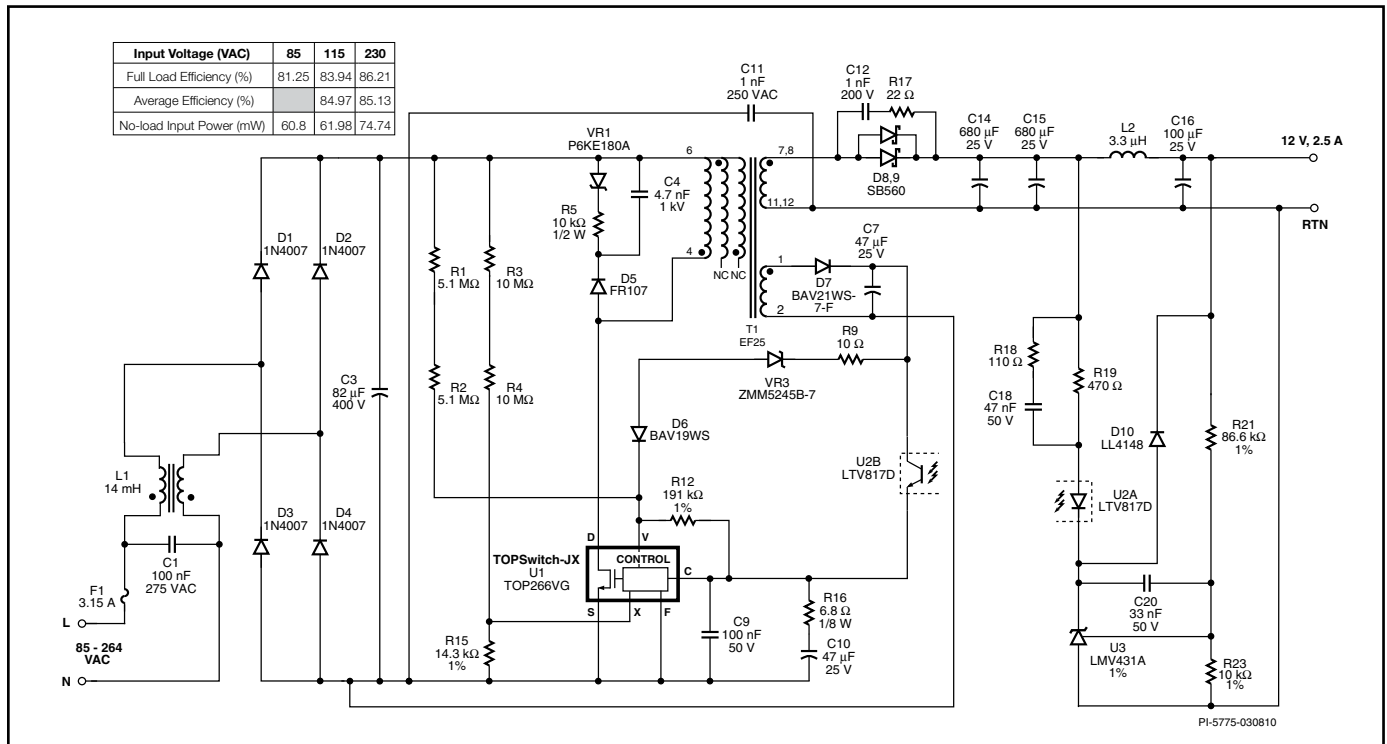 Input Voltage (VAC) 85 115 230
Full Load Efficiency (%) 81.25 83.94 86.21
Average Efficiency (%) 84.97 85.13
No-load Input Power (mW) 60.8 61.98 74.74
C11
1 nF
250 VAC
C12
1 nF
200 V
R17
22 Ω
VR1
P6KE180A
C14
680 µF
25 V
C15
680 µF
25 V
L2
3.3 µH
C16
100 µF
25 V
12 V, 2.5 A
6
7,8
C4
4.7 nF
1 kV
D8,9
SB560
R5
10 kΩ
1/2 W
11,12
RTN
D1
1N4007
D2
1N4007
C7
47 µF
25 V
4
NC NC
1
R1
5.1 MΩ
R3
10 MΩ
D5
FR107
D7
BAV21WS-
7-F
2
T1
EF25
R9
10 Ω
R18
110 Ω
C3
82 µF
400 V
R2
5.1 MΩ
R4
10 MΩ
VR3
ZMM5245B-7
R19
470 Ω
C18
47 nF
50 V
D6
BAV19WS
D10
LL4148
R21
86.6 kΩ
1%
L1
14 mH
U2B
LTV817D
R12
191 kΩ
1%
U2A
LTV817D
D3
1N4007
D4
1N4007
D
V
TOPSwitch-JX
U1
TOP266VG
CONTROL
C
C1
100 nF
275 VAC
S
X
F
R16
6.8 Ω
1/8 W
C20
33 nF
50 V
F1
3.15 A
L
85 - 264
VAC
N
R15
14.3 kΩ
1%
C9
100 nF
50 V
C10
47 µF
25 V
U3
LMV431A
1%
R23
10 kΩ
1%
PI-5775-030810